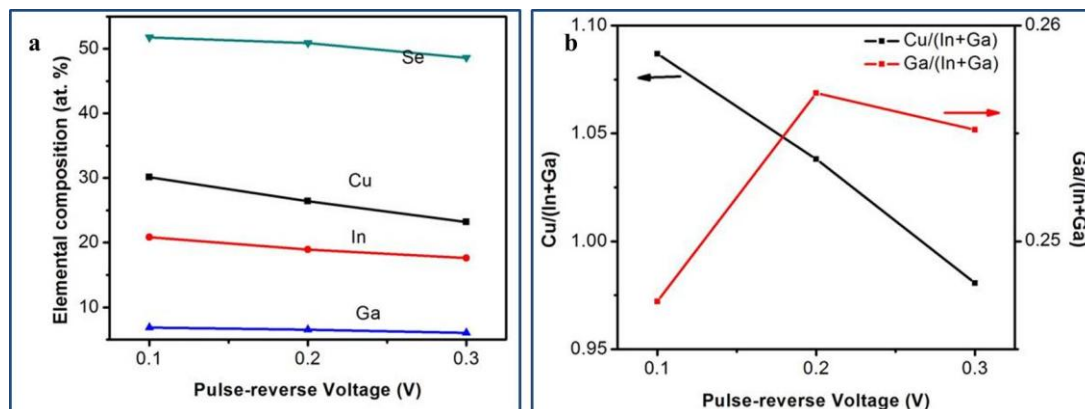 a
Elemental composition (at. %)
50
40
30
20
10
Se
Cu
In
Ga
0.1 0.2 0.3
Pulse-reverse Voltage (V)
b
Cu/(In+Ga)
1.10
1.05
1.00
0.95
Cu/(In+Ga)
Ga/(In+Ga)
0.26
0.25
Ga/(In+Ga)
0.1 0.2 0.3
Pulse-reverse Voltage (V)